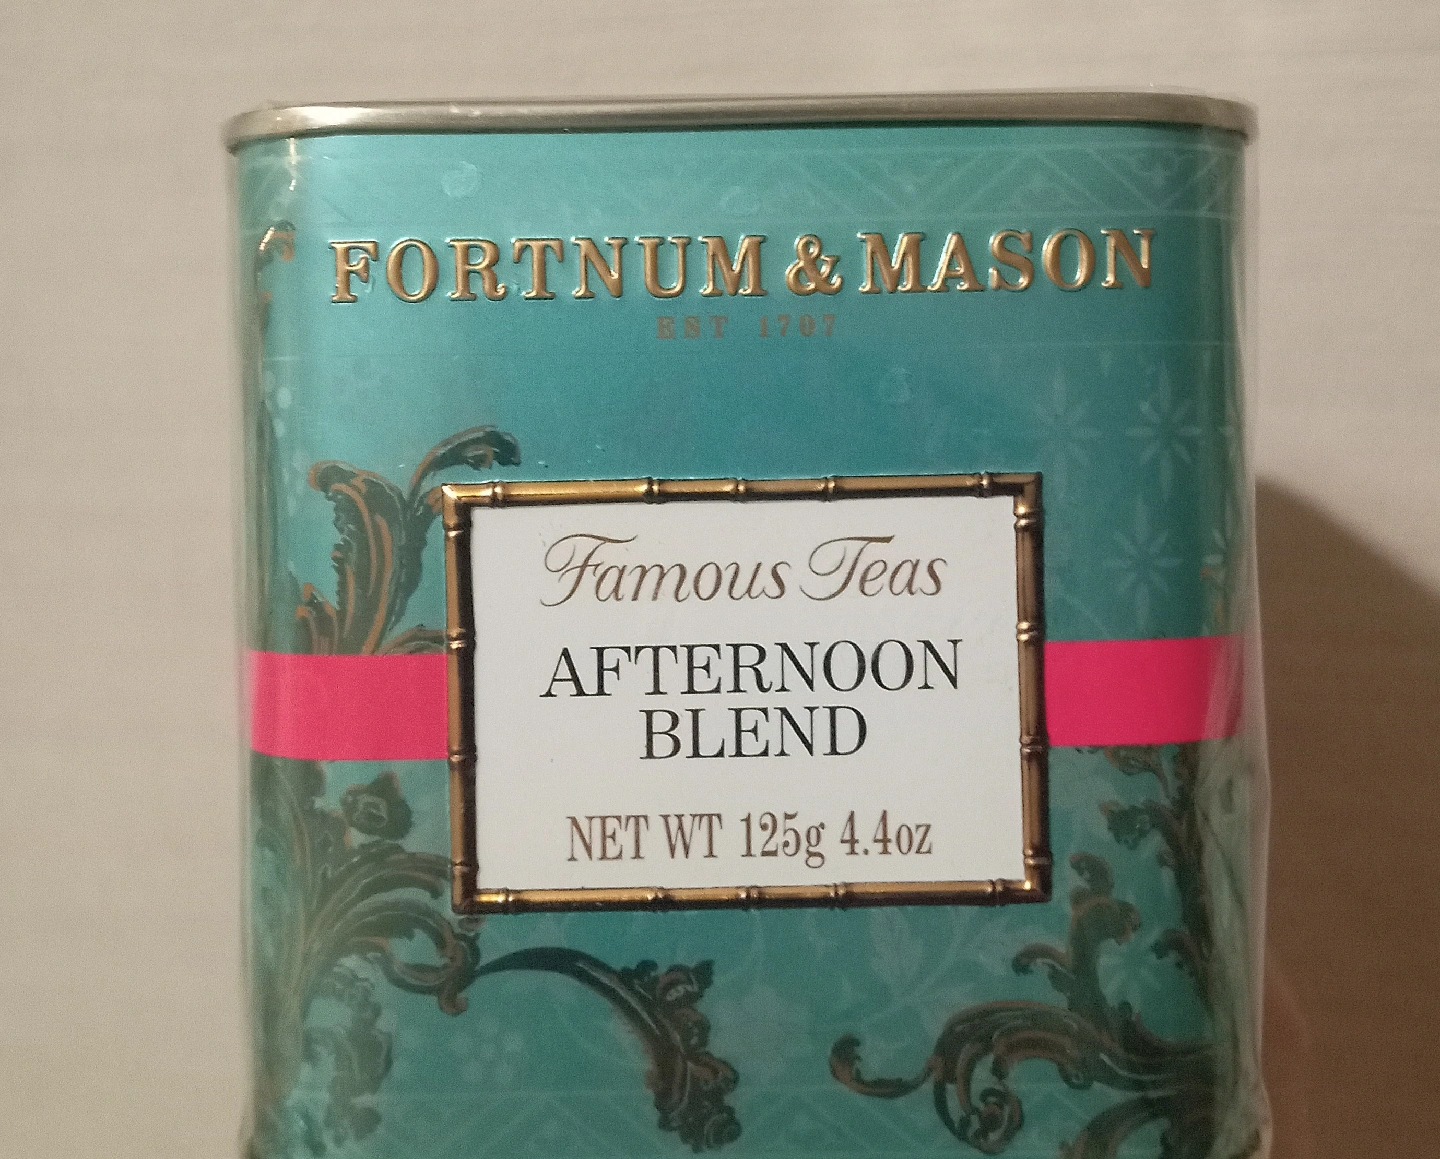 FORTNUM & MASON
EST 1707
Famous Teas
AFTERNOON
BLEND
NET WT 125g 4.4oz